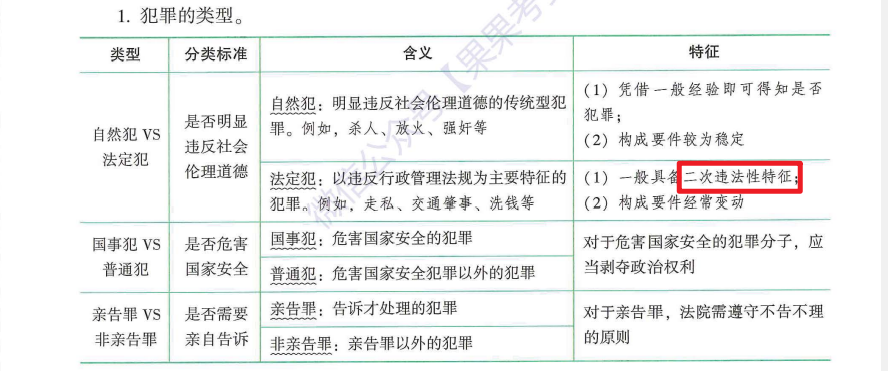 1. 犯罪的类型。
类型 分类标准 含义 特征
自然犯 VS
法定犯
是否明显
违反社会
伦理道德
自然犯：明显违反社会伦理道德的传统型犯
罪。例如，杀人、放火、强奸等
(1) 凭借一般经验即可得知是否
犯罪；
(2) 构成要件较为稳定
法定犯：以违反行政管理法规为主要特征的
犯罪。例如，走私、交通肇事、洗钱等
(1) 一般具备二次违法性特征；
(2) 构成要件经常变动
国事犯 VS
普通犯
是否危害
国家安全
国事犯：危害国家安全的犯罪
普通犯：危害国家安全犯罪以外的犯罪
对于危害国家安全的犯罪分子，应
当剥夺政治权利
亲告罪 VS
非亲告罪
是否需要
亲自告诉
亲告罪：告诉才处理的犯罪
非亲告罪：亲告罪以外的犯罪
对于亲告罪，法院需遵守不告不理
的原则
微信公众号【果果考